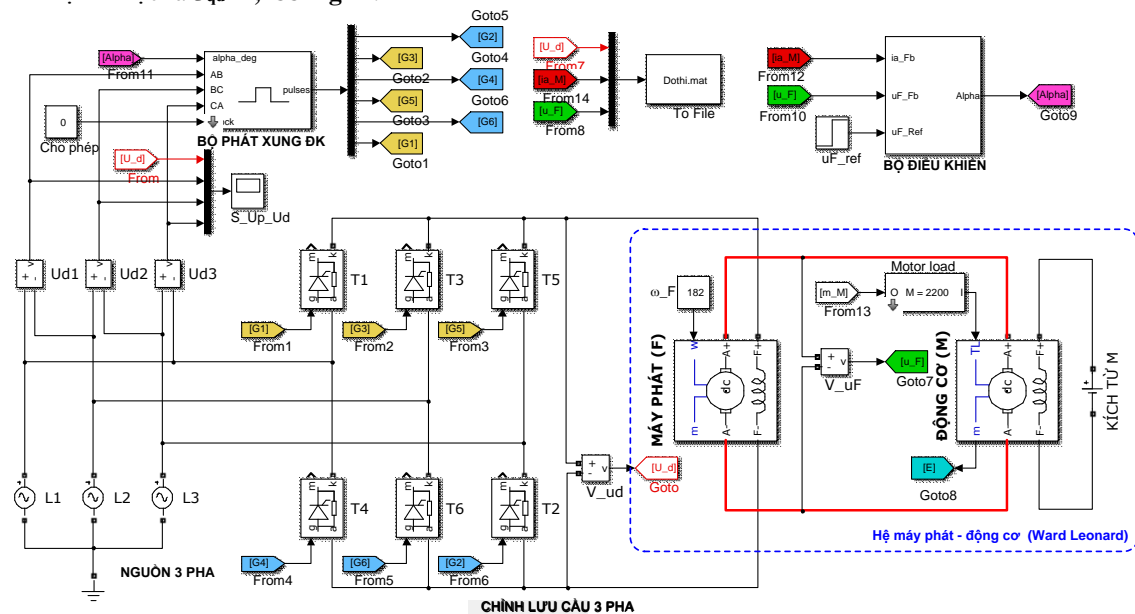 Goto5
[Alpha]
From11
alpha_deg
AB
BC
CA
pulses
0
Cho phép
BỘ PHÁT XUNG ĐK
[G2]
Goto4
[G3]
Goto2
[G4]
Goto6
[G5]
Goto3
[G6]
[G1]
Goto1
[U_d]
From7
[ia_M]
From14
[u_F]
From8
Dothi.mat
To File
[ia_M]
From12
[u_F]
From10
uF_ref
ia_Fb
uF_Fb
uF_Ref
Alpha
BỘ ĐIỀU KHIỂN
[Alpha]
Goto9
[U_d]
From
S_Up_Ud
Ud1
Ud2
Ud3
T1
T3
T5
[G1]
From1
[G3]
From2
[G5]
From3
L1
L2
L3
T4
T6
T2
[G4]
From4
[G6]
From5
[G2]
From6
NGUỒN 3 PHA
CHỈNH LƯU CẦU 3 PHA
V_ud
[U_d]
Goto
ω_F
182
MÁY PHÁT (F)
w
m
A+
A-
F+
F-
dc
V_uF
[u_F]
Goto7
[m_M]
From13
Motor load
M = 2200
ĐỘNG CƠ (M)
TL
m
A+
A-
F+
F-
dc
[E]
Goto8
KÍCH TỪ M
Hệ máy phát - động cơ (Ward Leonard)